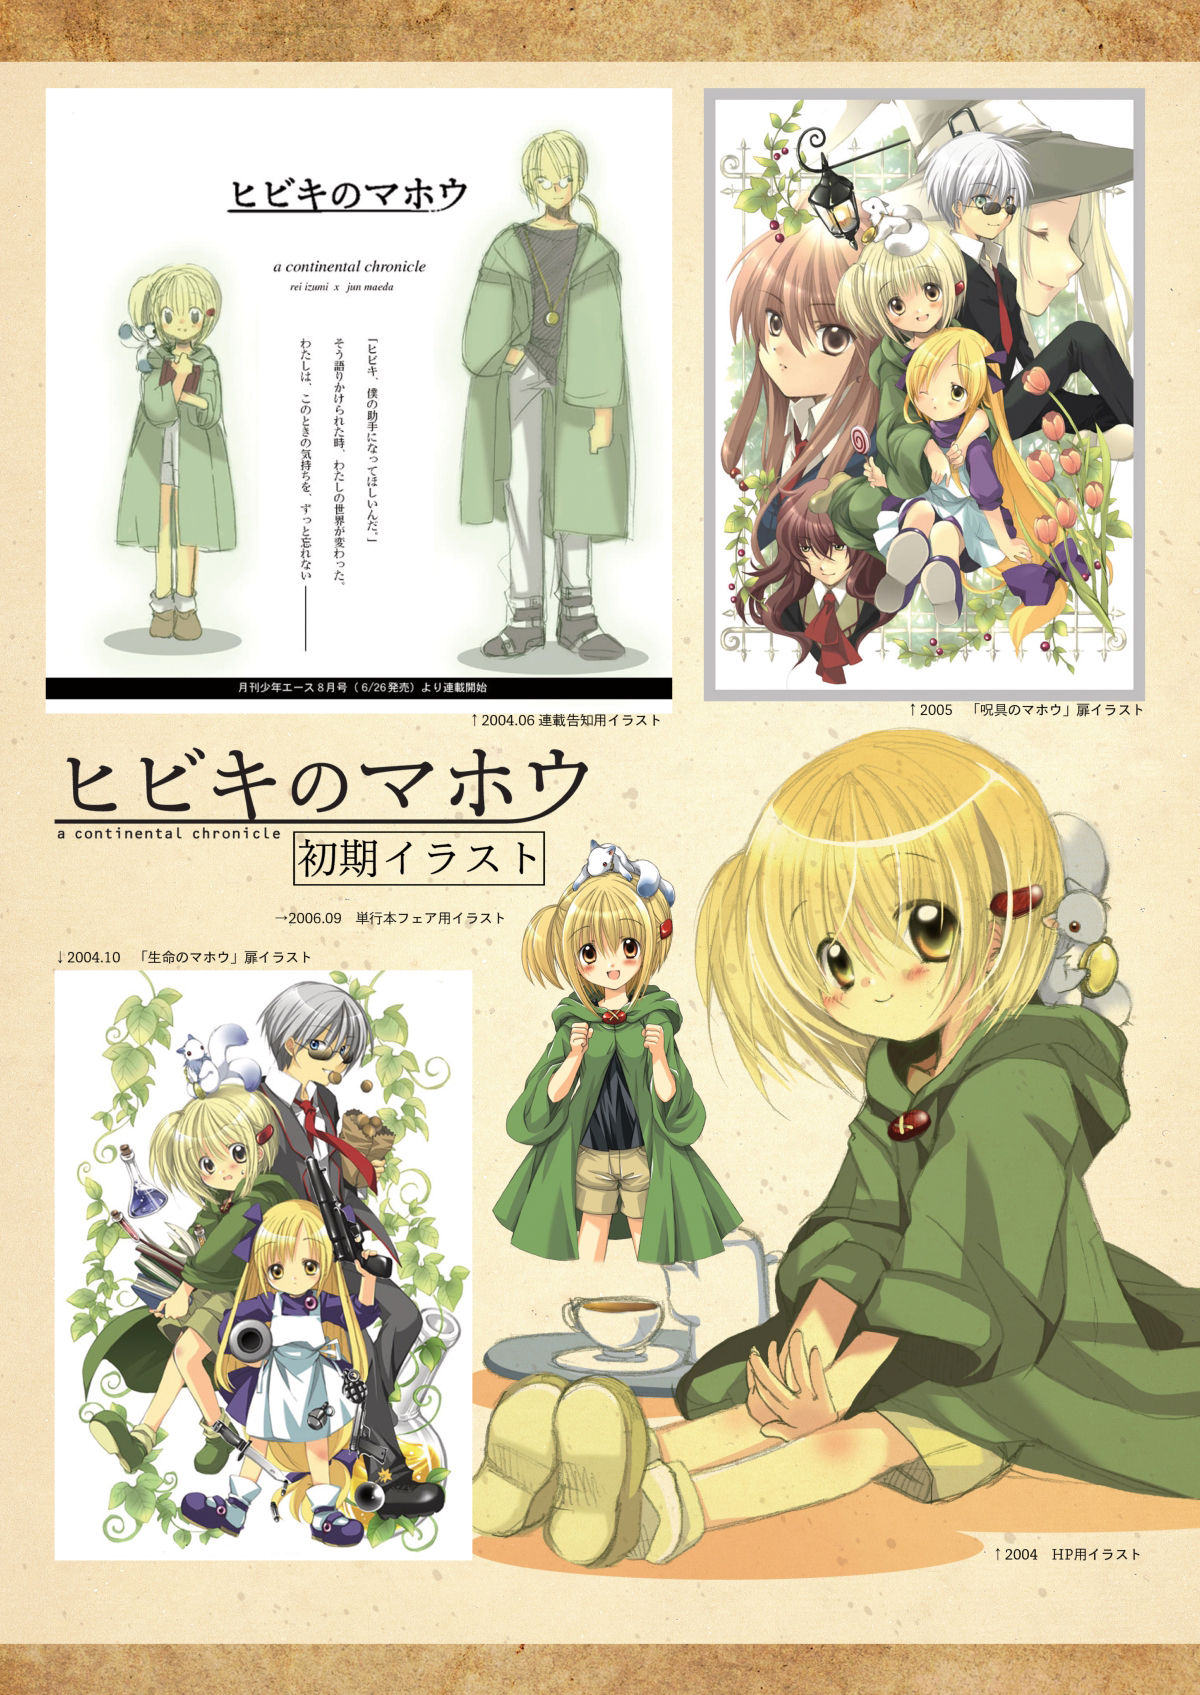 ヒビキのマホウ
a continental chronicle
rei izumi x jun maeda
「ヒビキ、僕の助手になってほしいんだ。」
そう語りかけられた時、わたしの世界が変わった。
わたしは、このときの気持ちを、ずっと忘れない――
月刊少年エース8月号（6/26発売）より連載開始
↑2004.06 連載告知用イラスト
↑2005 「呪具のマホウ」扉イラスト
ヒビキのマホウ
a continental chronicle
初期イラスト
→2006.09 単行本フェア用イラスト
↓2004.10 「生命のマホウ」扉イラスト
↑2004 HP用イラスト